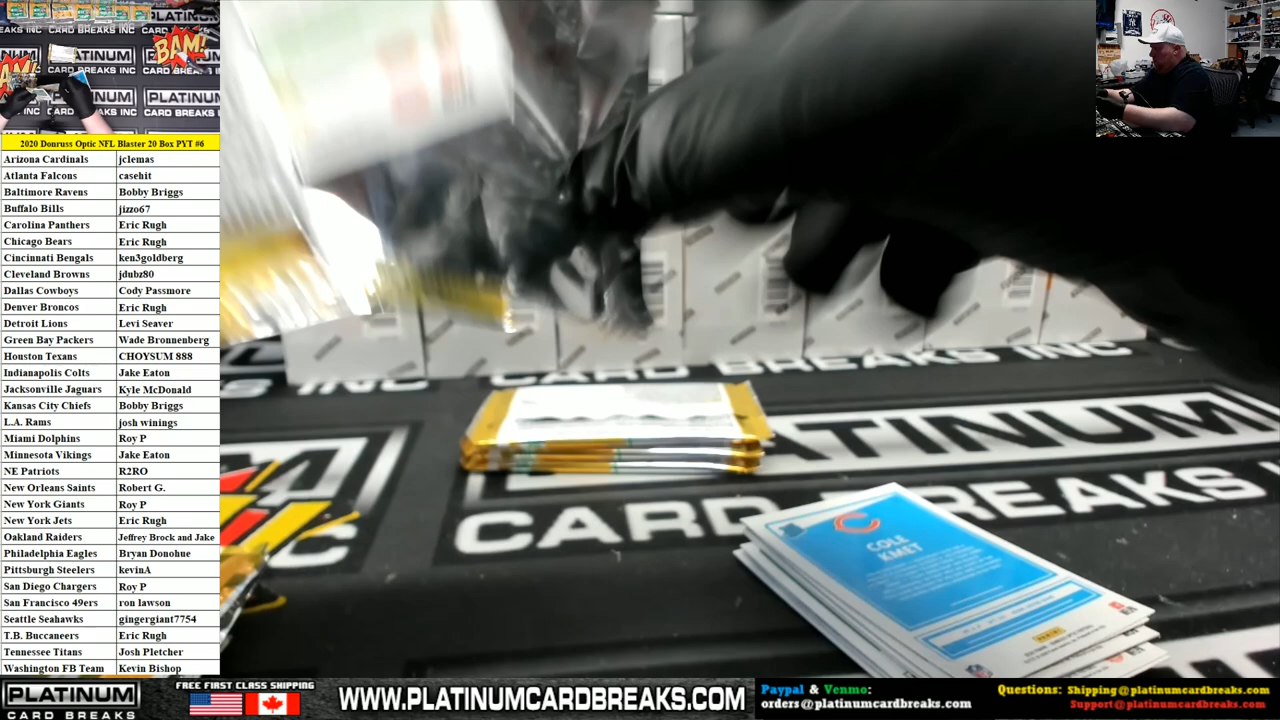 PLATINUM
CARD BREAKS INC
BAM!
PLATINUM
CARD BREAKS INC
PLATINUM
2020 Donruss Optic NFL Blaster 20 Box PYT #6
Arizona Cardinals jclemas
Atlanta Falcons casehit
Baltimore Ravens Bobby Briggs
Buffalo Bills jizzo67
Carolina Panthers Eric Rugh
Chicago Bears Eric Rugh
Cincinnati Bengals ken3goldberg
Cleveland Browns jdubz80
Dallas Cowboys Cody Passmore
Denver Broncos Eric Rugh
Detroit Lions Levi Seaver
Green Bay Packers Wade Bronnenberg
Houston Texans CHOYSUM 888
Indianapolis Colts Jake Eaton
Jacksonville Jaguars Kyle McDonald
Kansas City Chiefs Bobby Briggs
L.A. Rams josh winings
Miami Dolphins Roy P
Minnesota Vikings Jake Eaton
NE Patriots R2RO
New Orleans Saints Robert G.
New York Giants Roy P
New York Jets Eric Rugh
Oakland Raiders Jeffrey Brock and Jake
Philadelphia Eagles Bryan Donohue
Pittsburgh Steelers kevinA
San Diego Chargers Roy P
San Francisco 49ers ron lawson
Seattle Seahawks gingergiant7754
T.B. Buccaneers Eric Rugh
Tennessee Titans Josh Pletcher
Washington FB Team Kevin Bishop
INC
CARD BREAKS INC
ATINUM
CARD BREAKS
INC
COLE
KMET
PLATINUM
CARD BREAKS
FREE FIRST CLASS SHIPPING
WWW.PLATINUMCARDBREAKS.COM
Paypal & Venmo:
orders@platinumcardbreaks.com
Questions: Shipping@platinumcardbreaks.com
Support@platinumcardbreaks.com